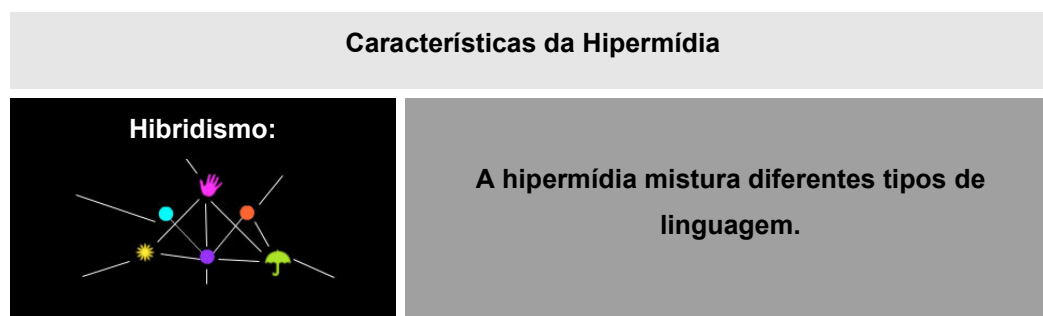 Características da Hipermídia
Hibridismo:
A hipermídia mistura diferentes tipos de
linguagem.